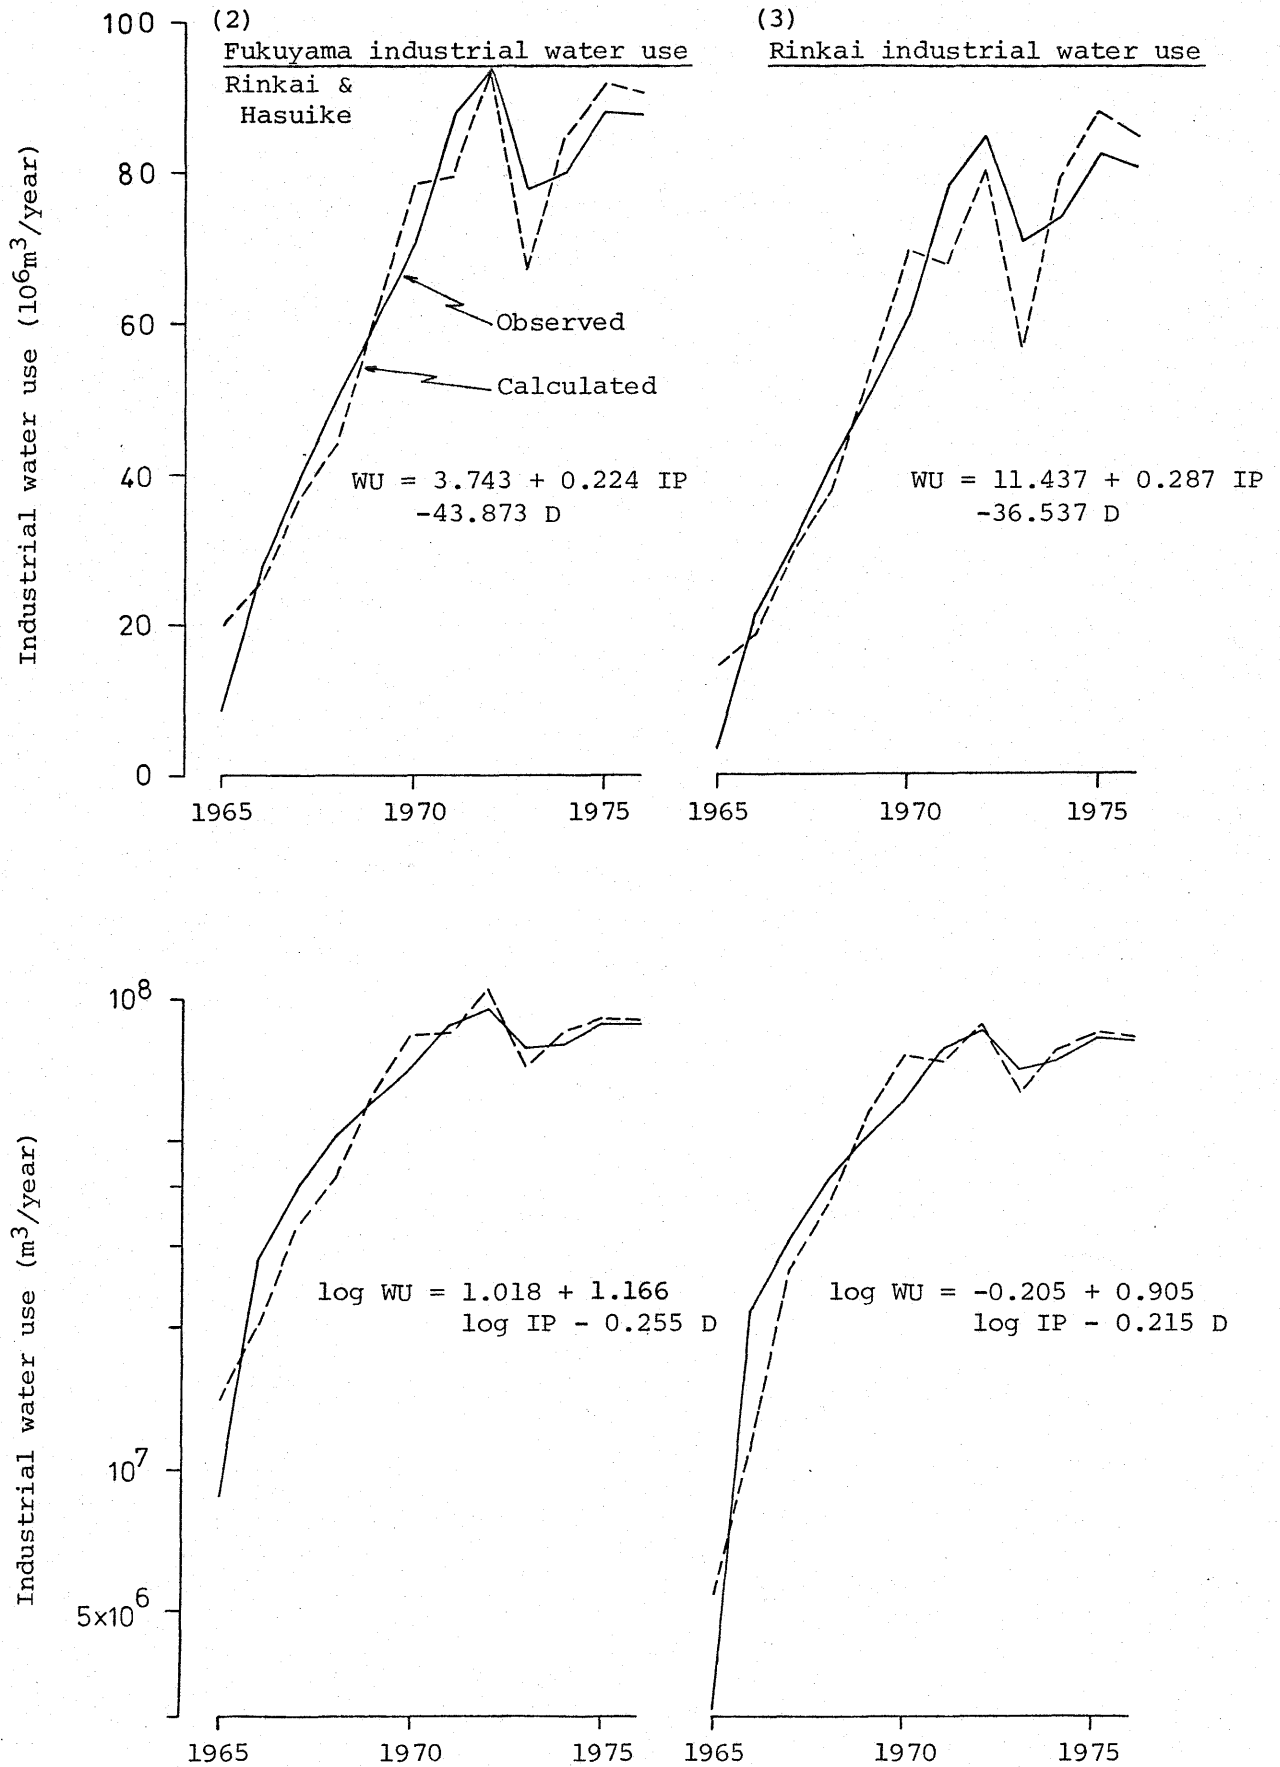 (2)
Fukuyama industrial water use
Rinkai &
Hasuike
(3)
Rinkai industrial water use
Industrial water use (10⁶m³/year)
100
80
60
40
20
0
Observed
Calculated
WU = 3.743 + 0.224 IP
-43.873 D
WU = 11.437 + 0.287 IP
-36.537 D
1965 1970 1975
1965 1970 1975
Industrial water use (m³/year)
10⁸
10⁷
5x10⁶
log WU = 1.018 + 1.166
log IP - 0.255 D
log WU = -0.205 + 0.905
log IP - 0.215 D
1965 1970 1975
1965 1970 1975